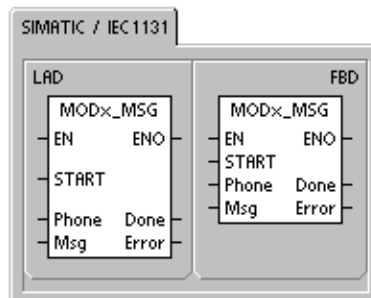 SIMATIC / IEC1131
LAD
MODx_MSG
EN ENO
START
Phone Done
Msg Error
FBD
MODx_MSG
EN ENO
START
Phone Done
Msg Error